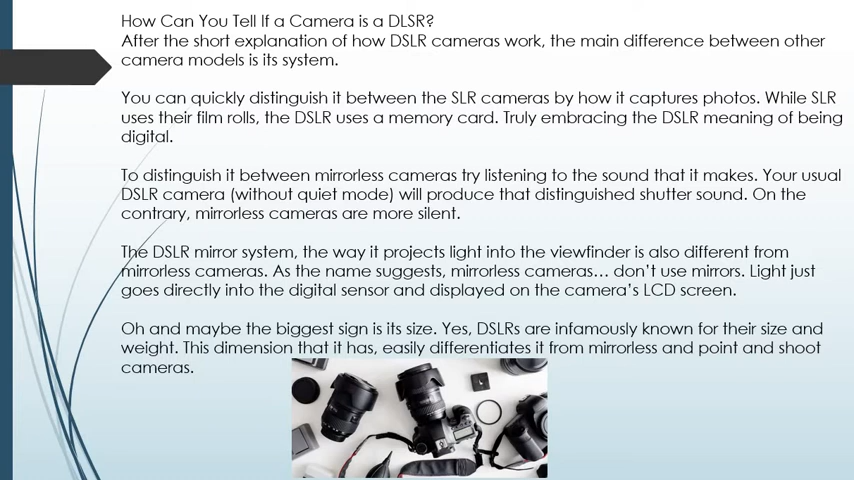 How Can You Tell If a Camera is a DLSR?
After the short explanation of how DSLR cameras work, the main difference between other
camera models is its system.
You can quickly distinguish it between the SLR cameras by how it captures photos. While SLR
uses their film rolls, the DSLR uses a memory card. Truly embracing the DSLR meaning of being
digital.
To distinguish it between mirrorless cameras try listening to the sound that it makes. Your usual
DSLR camera (without quiet mode) will produce that distinguished shutter sound. On the
contrary, mirrorless cameras are more silent.
The DSLR mirror system, the way it projects light into the viewfinder is also different from
mirrorless cameras. As the name suggests, mirrorless cameras… don’t use mirrors. Light just
goes directly into the digital sensor and displayed on the camera’s LCD screen.
Oh and maybe the biggest sign is its size. Yes, DSLRs are infamously known for their size and
weight. This dimension that it has, easily differentiates it from mirrorless and point and shoot
cameras.